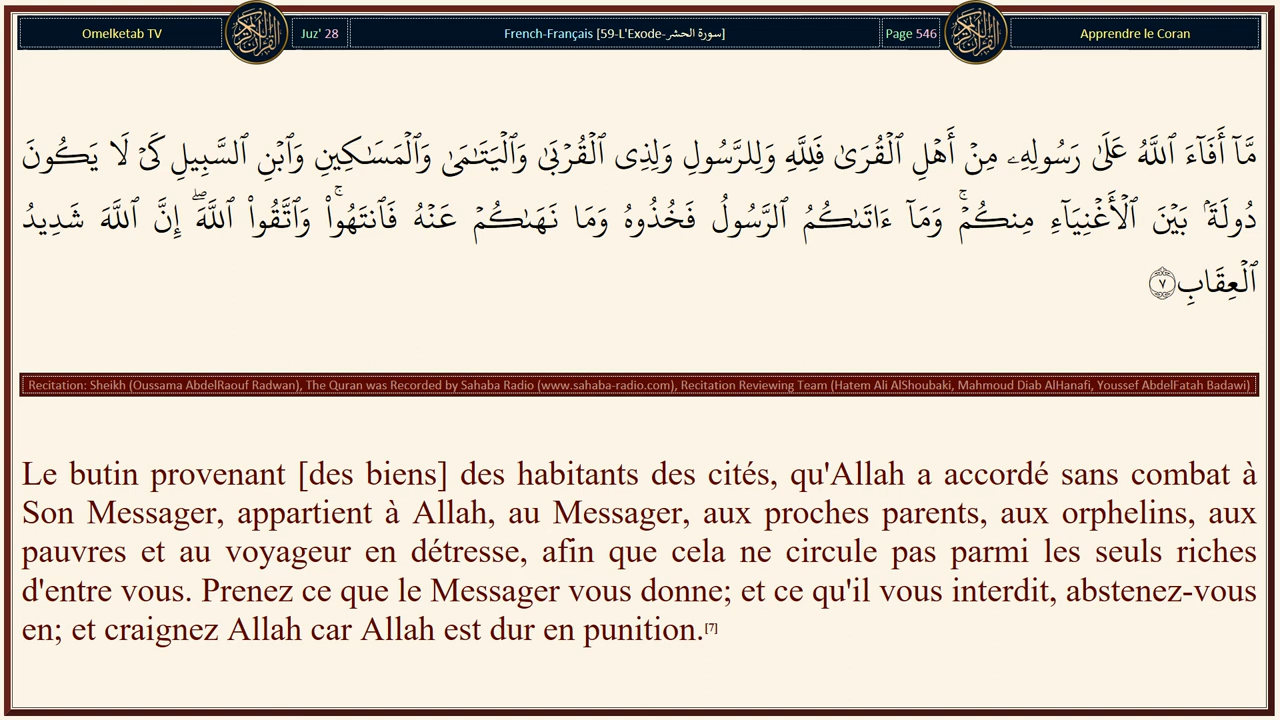 Omelketab TV
Juz' 28
French-Français [59-L'Exode-سورة الحشر]
Page 546
Apprendre le Coran
مَّآ أَفَآءَ ٱللَّهُ عَلَىٰ رَسُولِهِۦ مِنۡ أَهۡلِ ٱلۡقُرَىٰ فَلِلَّهِ وَلِلرَّسُولِ وَلِذِي ٱلۡقُرۡبَىٰ وَٱلۡيَتَٰمَىٰ وَٱلۡمَسَٰكِينِ وَٱبۡنِ ٱلسَّبِيلِ كَيۡ لَا يَكُونَ
دُولَةَۢ بَيۡنَ ٱلۡأَغۡنِيَآءِ مِنكُمۡۚ وَمَآ ءَاتَىٰكُمُ ٱلرَّسُولُ فَخُذُوهُ وَمَا نَهَىٰكُمۡ عَنۡهُ فَٱنتَهُواْۚ وَٱتَّقُواْ ٱللَّهَۖ إِنَّ ٱللَّهَ شَدِيدُ
ٱلۡعِقَابِ ٧
Recitation: Sheikh (Oussama AbdelRaouf Radwan), The Quran was Recorded by Sahaba Radio (www.sahaba-radio.com), Recitation Reviewing Team (Hatem Ali AlShoubaki, Mahmoud Diab AlHanafi, Youssef AbdelFatah Badawi)
Le butin provenant [des biens] des habitants des cités, qu'Allah a accordé sans combat à
Son Messager, appartient à Allah, au Messager, aux proches parents, aux orphelins, aux
pauvres et au voyageur en détresse, afin que cela ne circule pas parmi les seuls riches
d'entre vous. Prenez ce que le Messager vous donne; et ce qu'il vous interdit, abstenez-vous
en; et craignez Allah car Allah est dur en punition.[7]